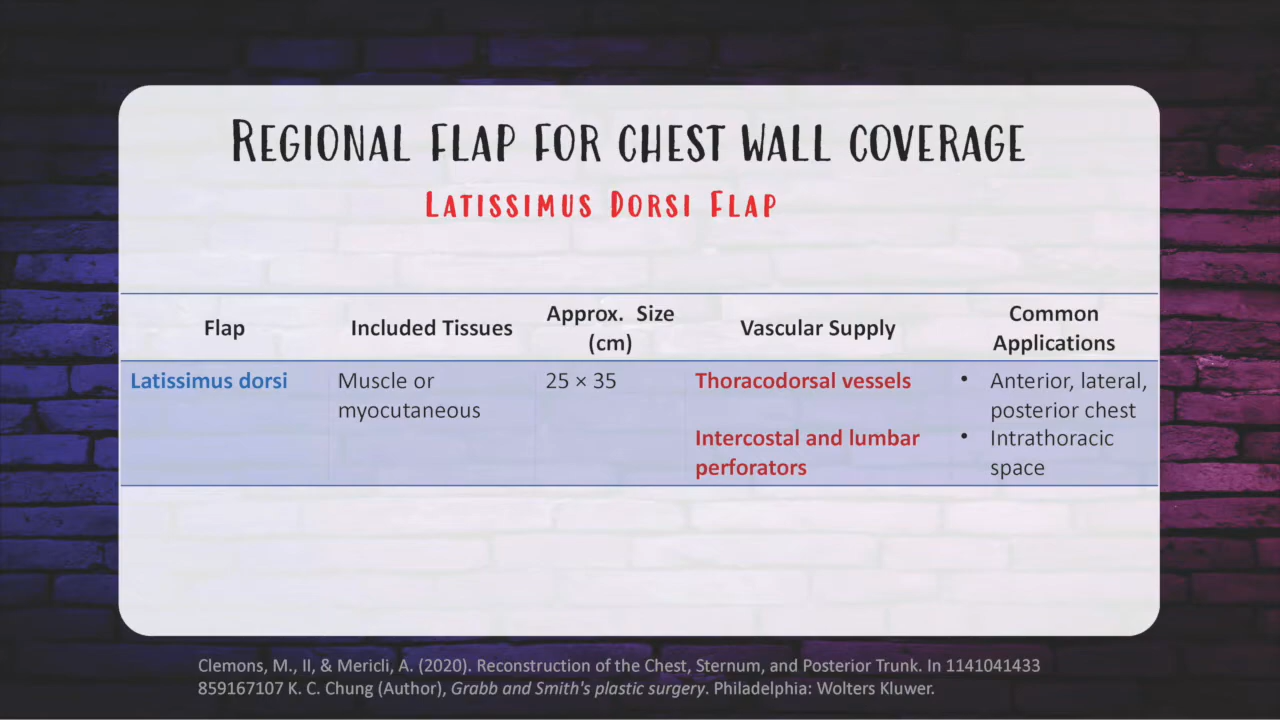 REGIONAL FLAP FOR CHEST WALL COVERAGE
LATISSIMUS DORSI FLAP
Flap
Included Tissues
Approx. Size
(cm)
Vascular Supply
Common
Applications
Latissimus dorsi
Muscle or
myocutaneous
25 × 35
Thoracodorsal vessels
Intercostal and lumbar
perforators
• Anterior, lateral,
posterior chest
• Intrathoracic
space
Clemons, M., II, & Mericli, A. (2020). Reconstruction of the Chest, Sternum, and Posterior Trunk. In 1141041433
859167107 K. C. Chung (Author), Grabb and Smith's plastic surgery. Philadelphia: Wolters Kluwer.